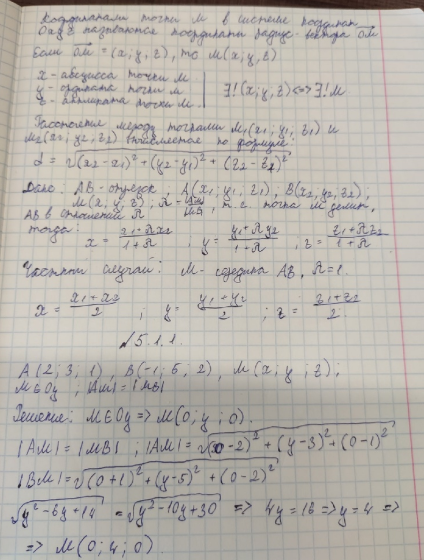 Координатами точки M в системе координат
Oxyz называются координаты радиус-вектора OM
Если OM = (x; y, z), то M(x; y, z)
x - абсцисса точки M
y - ордината точки M
z - аппликата точки M
∃!(x; y, z) <=> ∃! M
Расстояние между точками M₁(x₁; y₁, z₁) и
M₂(x₂; y₂; z₂) вычисляется по формуле:
d = √(x₂-x₁)² + (y₂-y₁)² + (z₂-z₁)²
Дано: AB - отрезок; A(x₁; y₁, z₁); B(x₂, y₂, z₂);
M(x; y; z); λ = |AM|/|MB|, т.е. точка M делит,
AB в отношении λ
тогда:
x = x₁+λx₂/1+λ ; y = y₁+λy₂/1+λ, z = z₁+λz₂/1+λ
Частный случай: M - середина AB, λ=1.
x = x₁+x₂/2 ; y = y₁+y₂/2 ; z = z₁+z₂/2.
№5.1.1.
A(2; 3, 1), B(-1; 5; 2), M(x; y; z);
M∈Oy ; |AM| = |MB|
Решение: M∈Oy => M(0; y; 0).
|AM| = |MB| ; |AM| = √(0-2)² + (y-3)² + (0-1)²
|BM| = √(0+1)² + (y-5)² + (0-2)²
√y²-6y+14 = √y²-10y+30 => 4y=16 => y=4 =>
=> M(0; 4; 0).